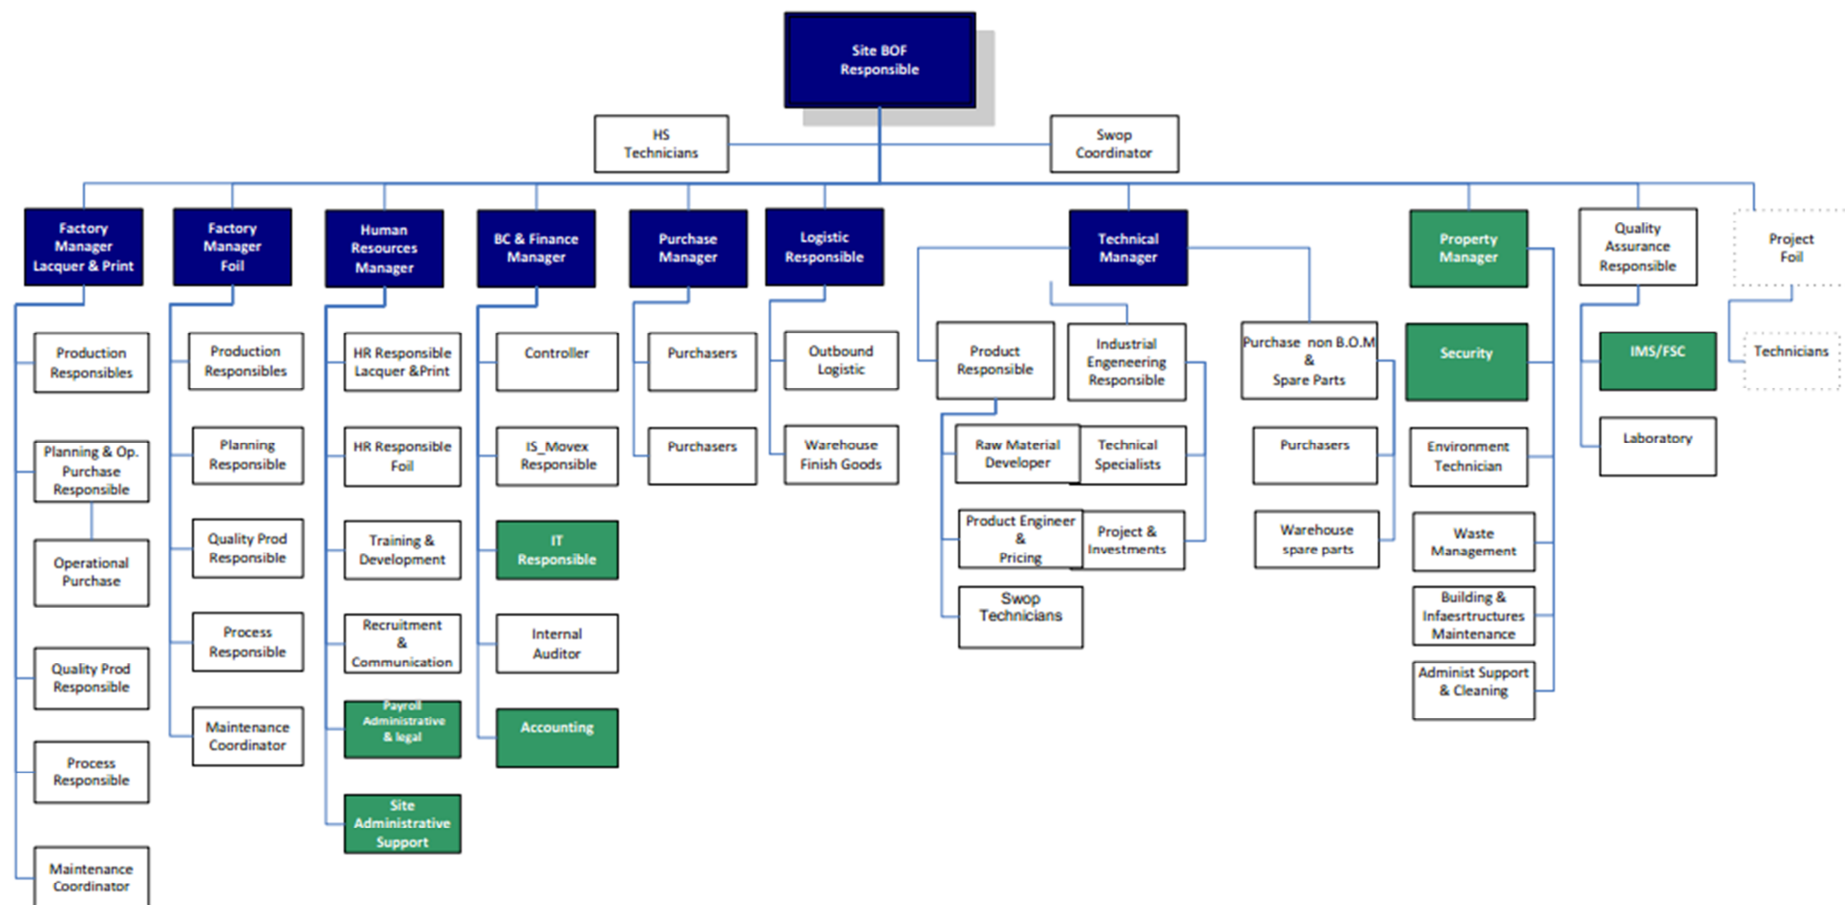 Site BOF
Responsible
HS
Technicians
Swop
Coordinator
Factory
Manager
Lacquer & Print
Factory
Manager
Foil
Human
Resources
Manager
BC & Finance
Manager
Purchase
Manager
Logistic
Responsible
Technical
Manager
Property
Manager
Quality
Assurance
Responsible
Project
Foil
Production
Responsibles
Planning & Op.
Purchase
Responsible
Operational
Purchase
Quality Prod
Responsible
Process
Responsible
Maintenance
Coordinator
Production
Responsibles
Planning
Responsible
Quality Prod
Responsible
Process
Responsible
Maintenance
Coordinator
HR Responsible
Lacquer &Print
HR Responsible
Foil
Training &
Development
Recruitment
&
Communication
Payroll
Administrative
& legal
Site
Administrative
Support
Controller
IS_Movex
Responsible
IT
Responsible
Internal
Auditor
Accounting
Purchasers
Purchasers
Outbound
Logistic
Warehouse
Finish Goods
Product
Responsible
Raw Material
Developer
Product Engineer
&
Pricing
Swop
Technicians
Industrial
Engeneering
Responsible
Technical
Specialists
Project &
Investments
Purchase non B.O.M
&
Spare Parts
Purchasers
Warehouse
spare parts
Security
Environment
Technician
Waste
Management
Building &
Infaesrtructures
Maintenance
Administ Support
& Cleaning
IMS/FSC
Laboratory
Technicians